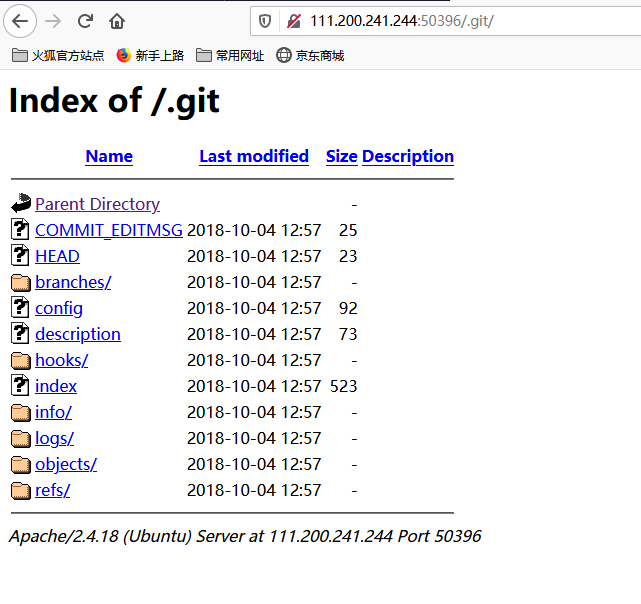 111.200.241.244:50396/.git/
火狐官方站点 新手上路 常用网址 京东商城
Index of /.git
Name Last modified Size Description
Parent Directory -
COMMIT_EDITMSG 2018-10-04 12:57 25
HEAD 2018-10-04 12:57 23
branches/ 2018-10-04 12:57 -
config 2018-10-04 12:57 92
description 2018-10-04 12:57 73
hooks/ 2018-10-04 12:57 -
index 2018-10-04 12:57 523
info/ 2018-10-04 12:57 -
logs/ 2018-10-04 12:57 -
objects/ 2018-10-04 12:57 -
refs/ 2018-10-04 12:57 -
Apache/2.4.18 (Ubuntu) Server at 111.200.241.244 Port 50396